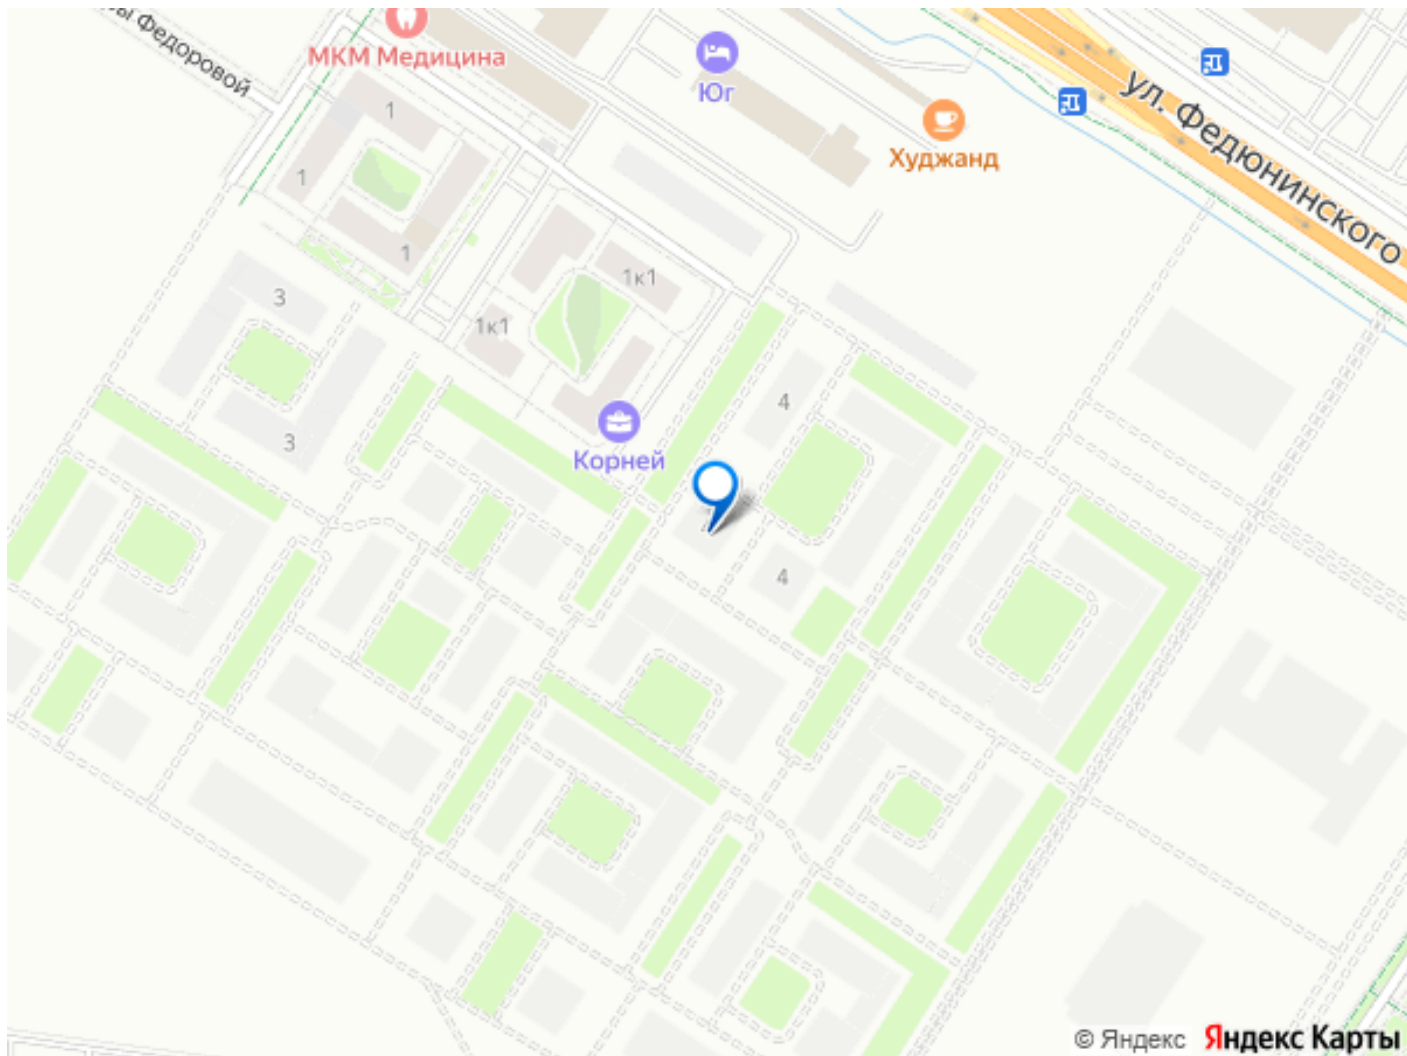 ы Федоровой
МКМ Медицина
Юг
Худжанд
ул. Федюнинского
1
1
1
1к1
1к1
3
3
4
Корней
4
© Яндекс Яндекс Карты